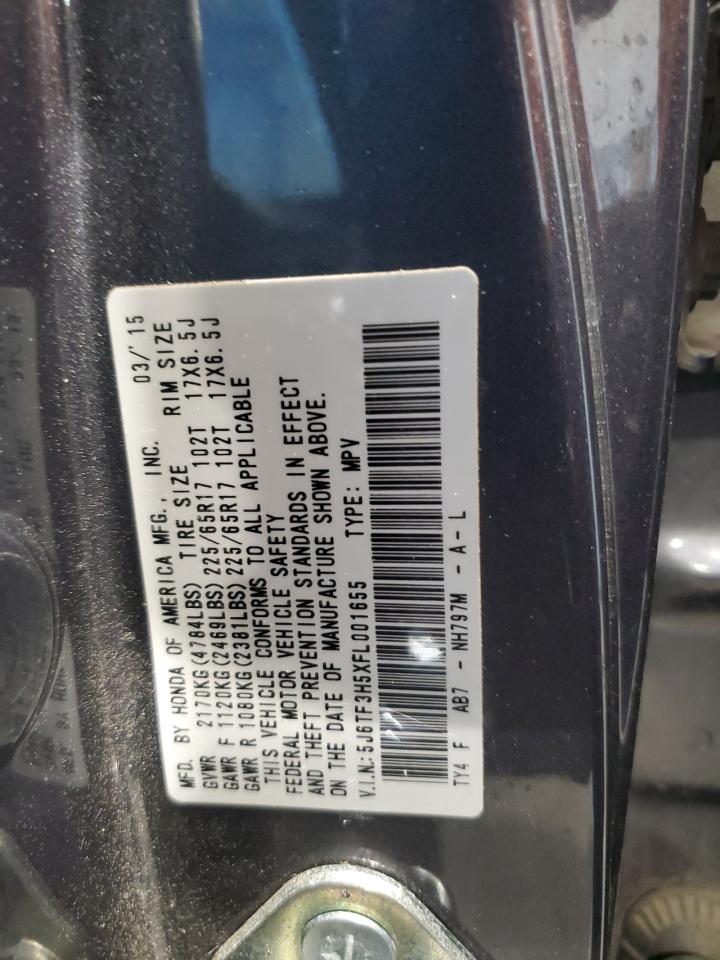 MFD. BY HONDA OF AMERICA MFG., INC. 03/'15
GVWR 2170KG(4784LBS) TIRE SIZE RIM SIZE
GAWR F 1120KG(2469LBS) 225/65R17 102T 17X6.5J
GAWR R 1080KG(2381LBS) 225/65R17 102T 17X6.5J
THIS VEHICLE CONFORMS TO ALL APPLICABLE
FEDERAL MOTOR VEHICLE SAFETY
AND THEFT PREVENTION STANDARDS IN EFFECT
ON THE DATE OF MANUFACTURE SHOWN ABOVE.
V.I.N.:5J6TF3H5XFL001655 TYPE: MPV
TY4 F AB7 - NH797M - A - L